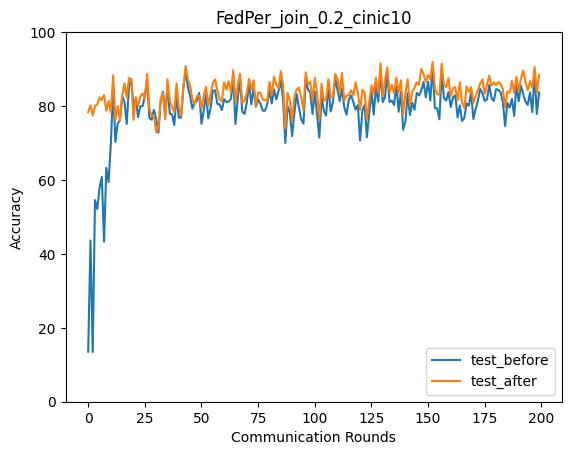 FedPer_join_0.2_cinic10
100
80
60
40
20
0
Accuracy
0 25 50 75 100 125 150 175 200
Communication Rounds
test_before
test_after